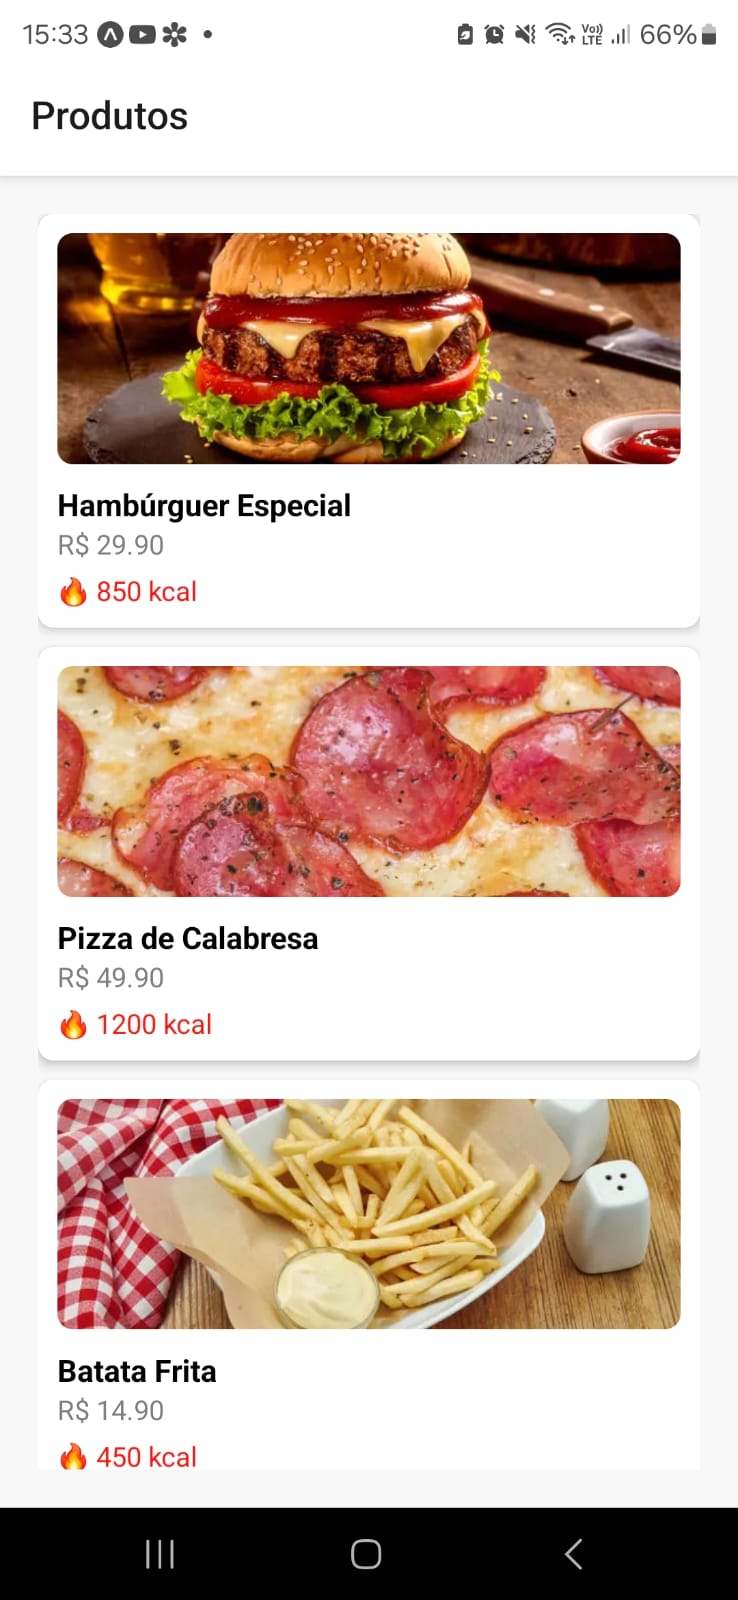 15:33
Vo))
LTE
66%
Produtos
Hambúrguer Especial
R$ 29.90
🔥 850 kcal
Pizza de Calabresa
R$ 49.90
🔥 1200 kcal
Batata Frita
R$ 14.90
🔥 450 kcal